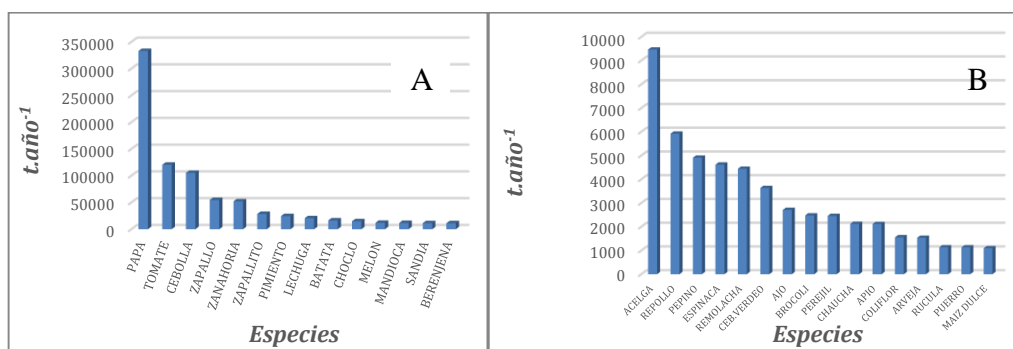 A
t.año-1
350000
300000
250000
200000
150000
100000
50000
0
PAPA
TOMATE
CEBOLLA
ZAPALLO
ZANAHORIA
ZAPALLITO
PIMIENTO
LECHUGA
BATATA
CHOCLO
MELON
MANDIOCA
SANDIA
BERENJENA
Especies
B
t.año-1
10000
9000
8000
7000
6000
5000
4000
3000
2000
1000
0
ACELGA
REPOLLO
PEPINO
ESPINACA
REMOLACHA
CEB.VERDEO
AJO
BROCOLI
PEREJIL
CHAUCHA
APIO
COLIFLOR
ARVEJA
RUCULA
PUERRO
MAIZ DULCE
Especies